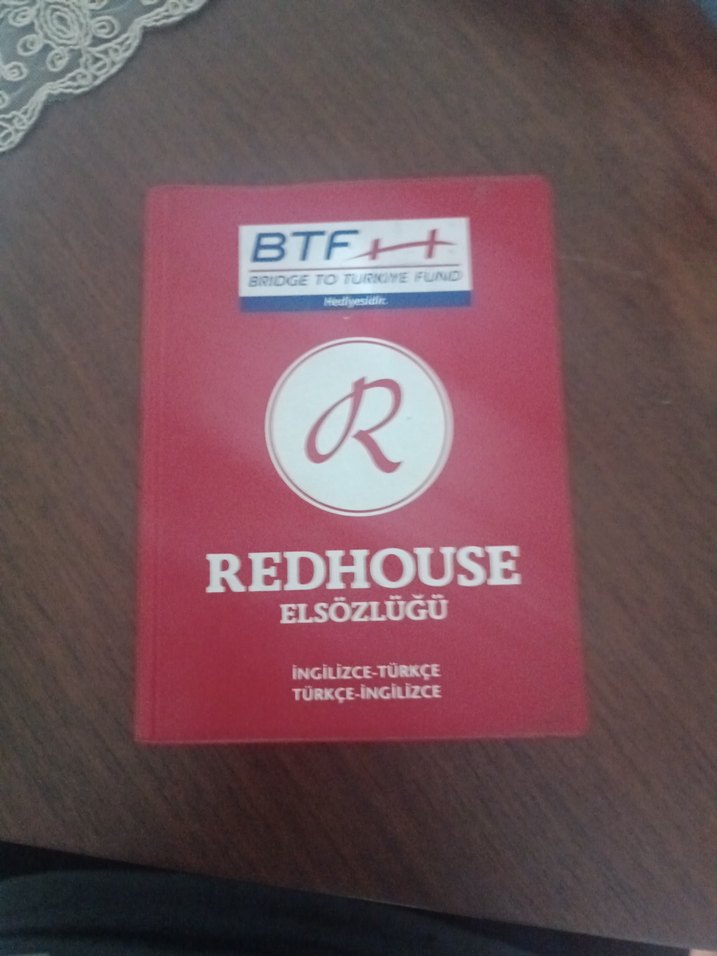 BTF
BRIDGE TO TURKIYE FUND
Hediyesidir.
R
REDHOUSE
ELSÖZLÜĞÜ
İNGİLİZCE-TÜRKÇE
TÜRKÇE-İNGİLİZCE